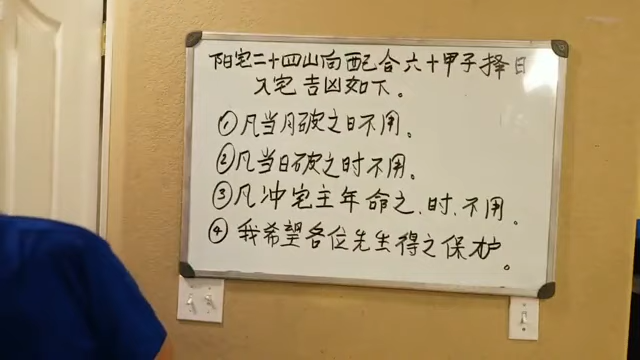 阳宅二十四山向配合六十甲子择日
入宅吉凶如下。
①凡当月破之日不用。
②凡当日破之时不用。
③凡冲宅主年命之、时、不用。
④我希望各位先生得之保护。